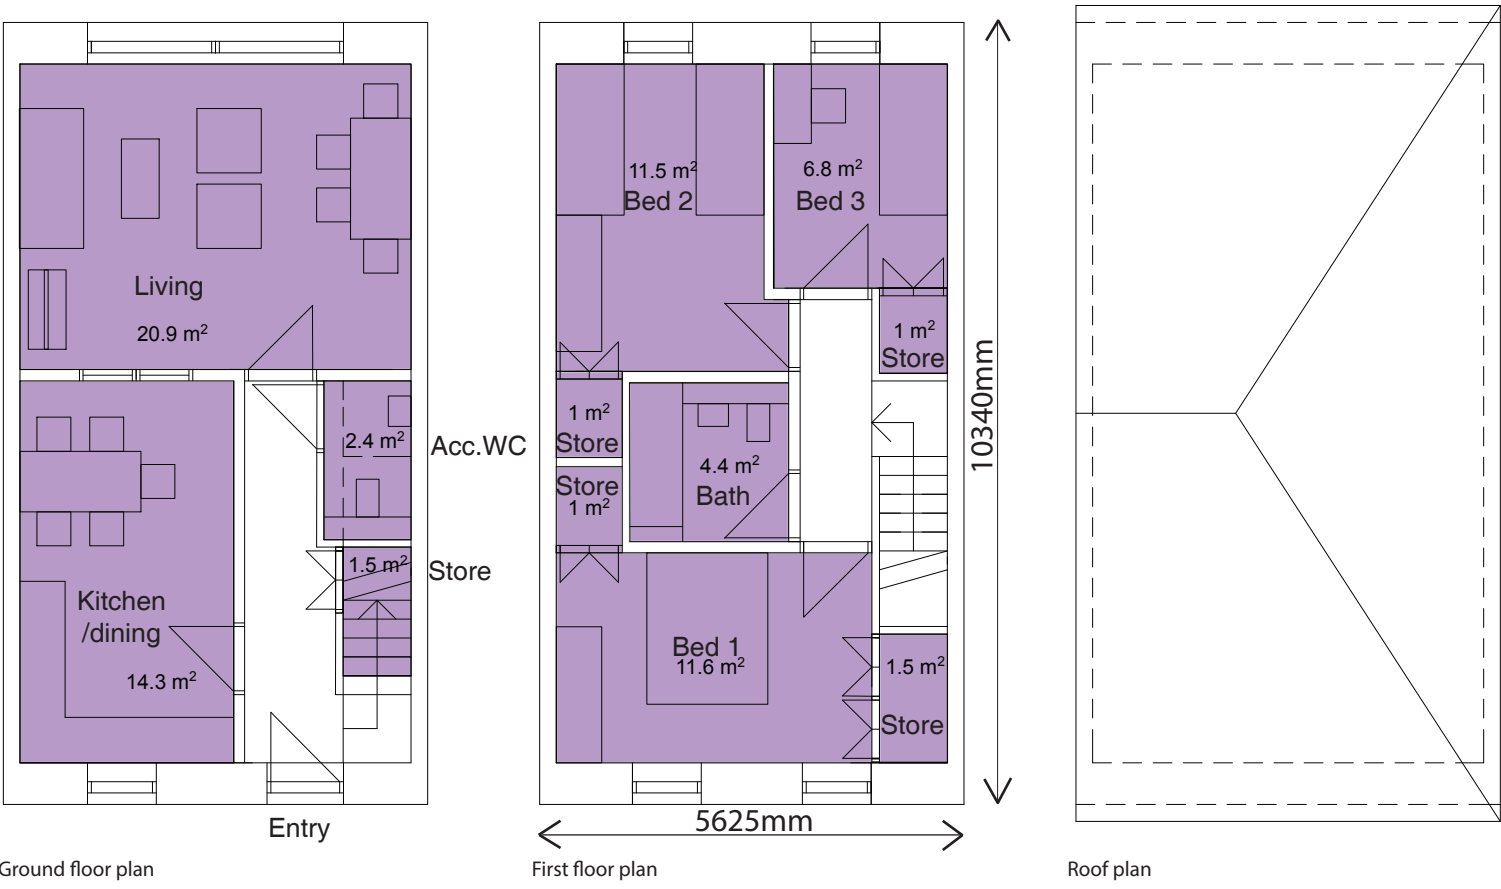 Living
20.9 m²
2.4 m²
Acc.WC
1.5 m²
Store
Kitchen
/dining
14.3 m²
Entry
Ground floor plan
11.5 m²
Bed 2
6.8 m²
Bed 3
1 m²
Store
1 m²
Store
Store
1 m²
4.4 m²
Bath
Bed 1
11.6 m²
1.5 m²
Store
10340mm
5625mm
First floor plan
Roof plan